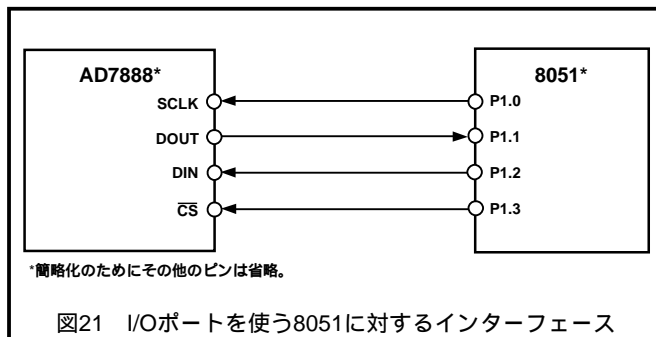 AD7888*
8051*
SCLK
P1.0
DOUT
P1.1
DIN
P1.2
CS
P1.3
*簡略化のためにその他のピンは省略。
図21 I/Oポートを使う8051に対するインターフェース